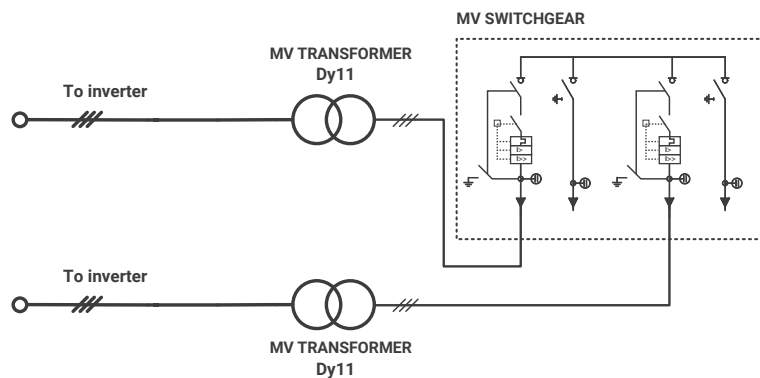 MV SWITCHGEAR
MV TRANSFORMER
Dy11
To inverter
I>
I>>
I>
I>>
To inverter
MV TRANSFORMER
Dy11